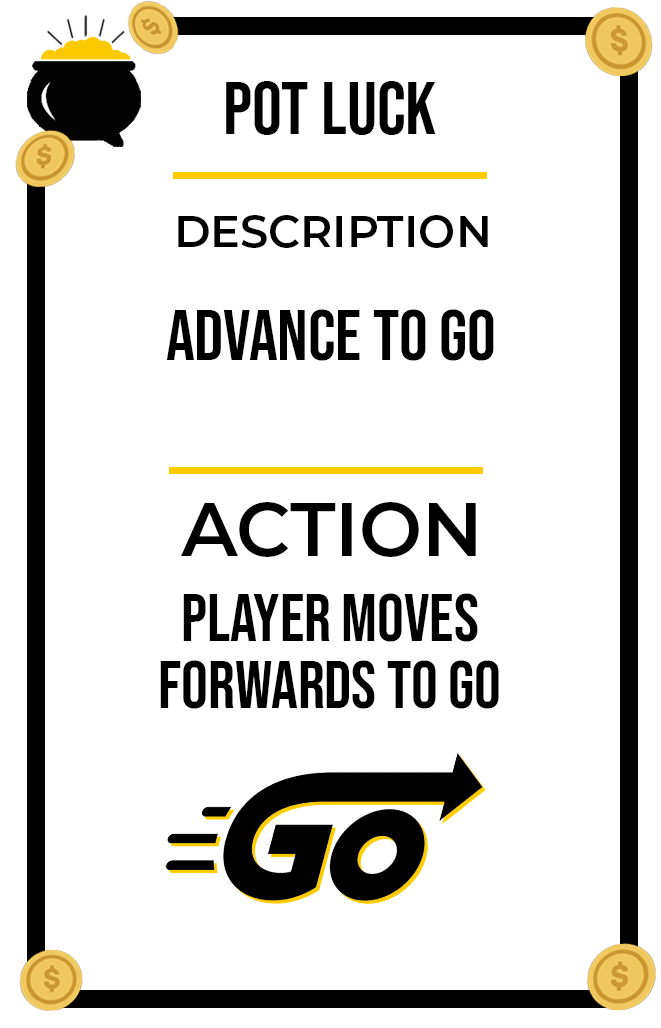 $
$
$
POT LUCK
DESCRIPTION
ADVANCE TO GO
ACTION
PLAYER MOVES
FORWARDS TO GO
GO
$
$